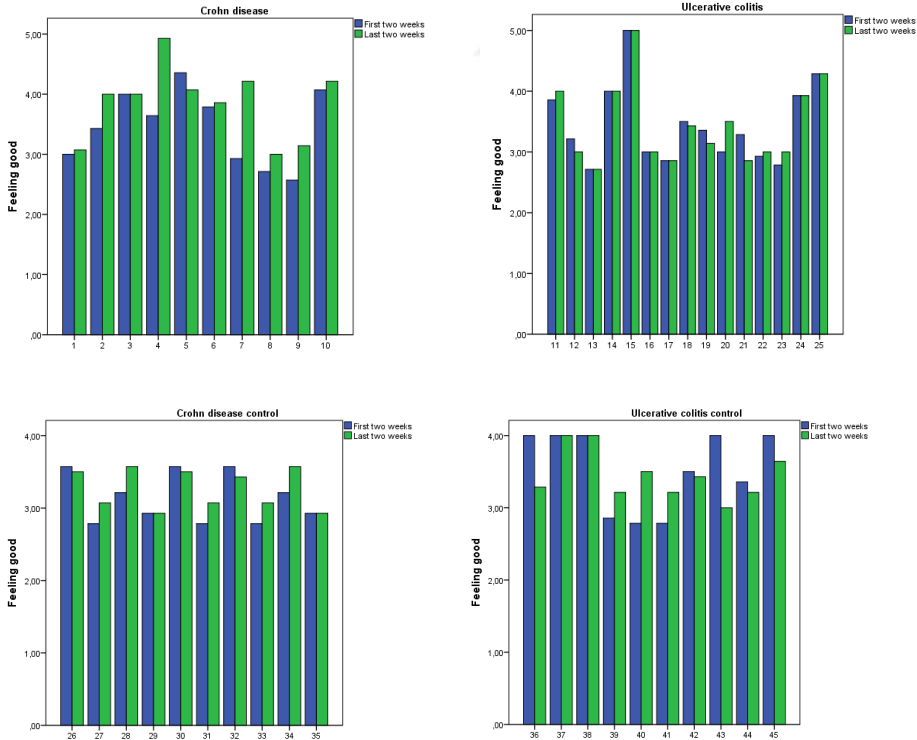 Crohn disease
First two weeks
Last two weeks
Feeling good
5,00
4,00
3,00
2,00
1,00
,00
1 2 3 4 5 6 7 8 9 10
Ulcerative colitis
First two weeks
Last two weeks
Feeling good
5,00
4,00
3,00
2,00
1,00
,00
11 12 13 14 15 16 17 18 19 20 21 22 23 24 25
Crohn disease control
First two weeks
Last two weeks
Feeling good
4,00
3,00
2,00
1,00
,00
26 27 28 29 30 31 32 33 34 35
Ulcerative colitis control
First two weeks
Last two weeks
Feeling good
4,00
3,00
2,00
1,00
,00
36 37 38 39 40 41 42 43 44 45